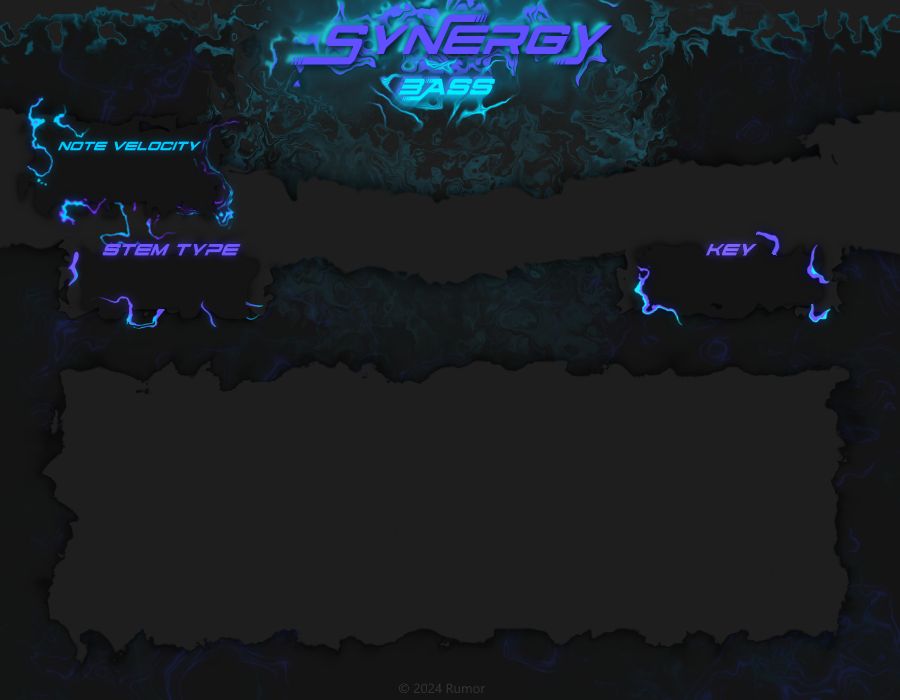 SYNERGY
BASS
NOTE VELOCITY
STEM TYPE
KEY
© 2024 Rumor